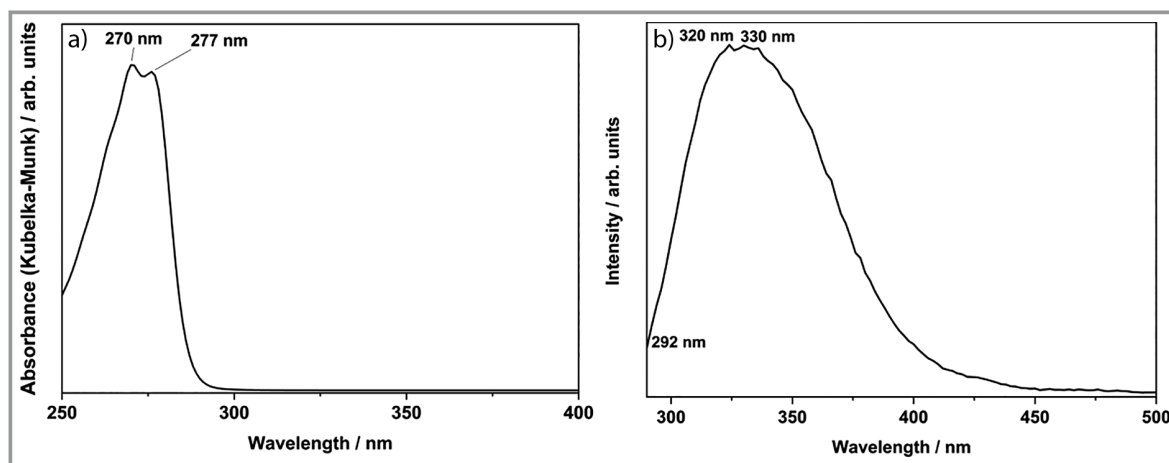 a)
270 nm
277 nm
Absorbance (Kubelka-Munk) / arb. units
250 300 350 400
Wavelength / nm
b)
320 nm 330 nm
292 nm
Intensity / arb. units
300 350 400 450 500
Wavelength / nm